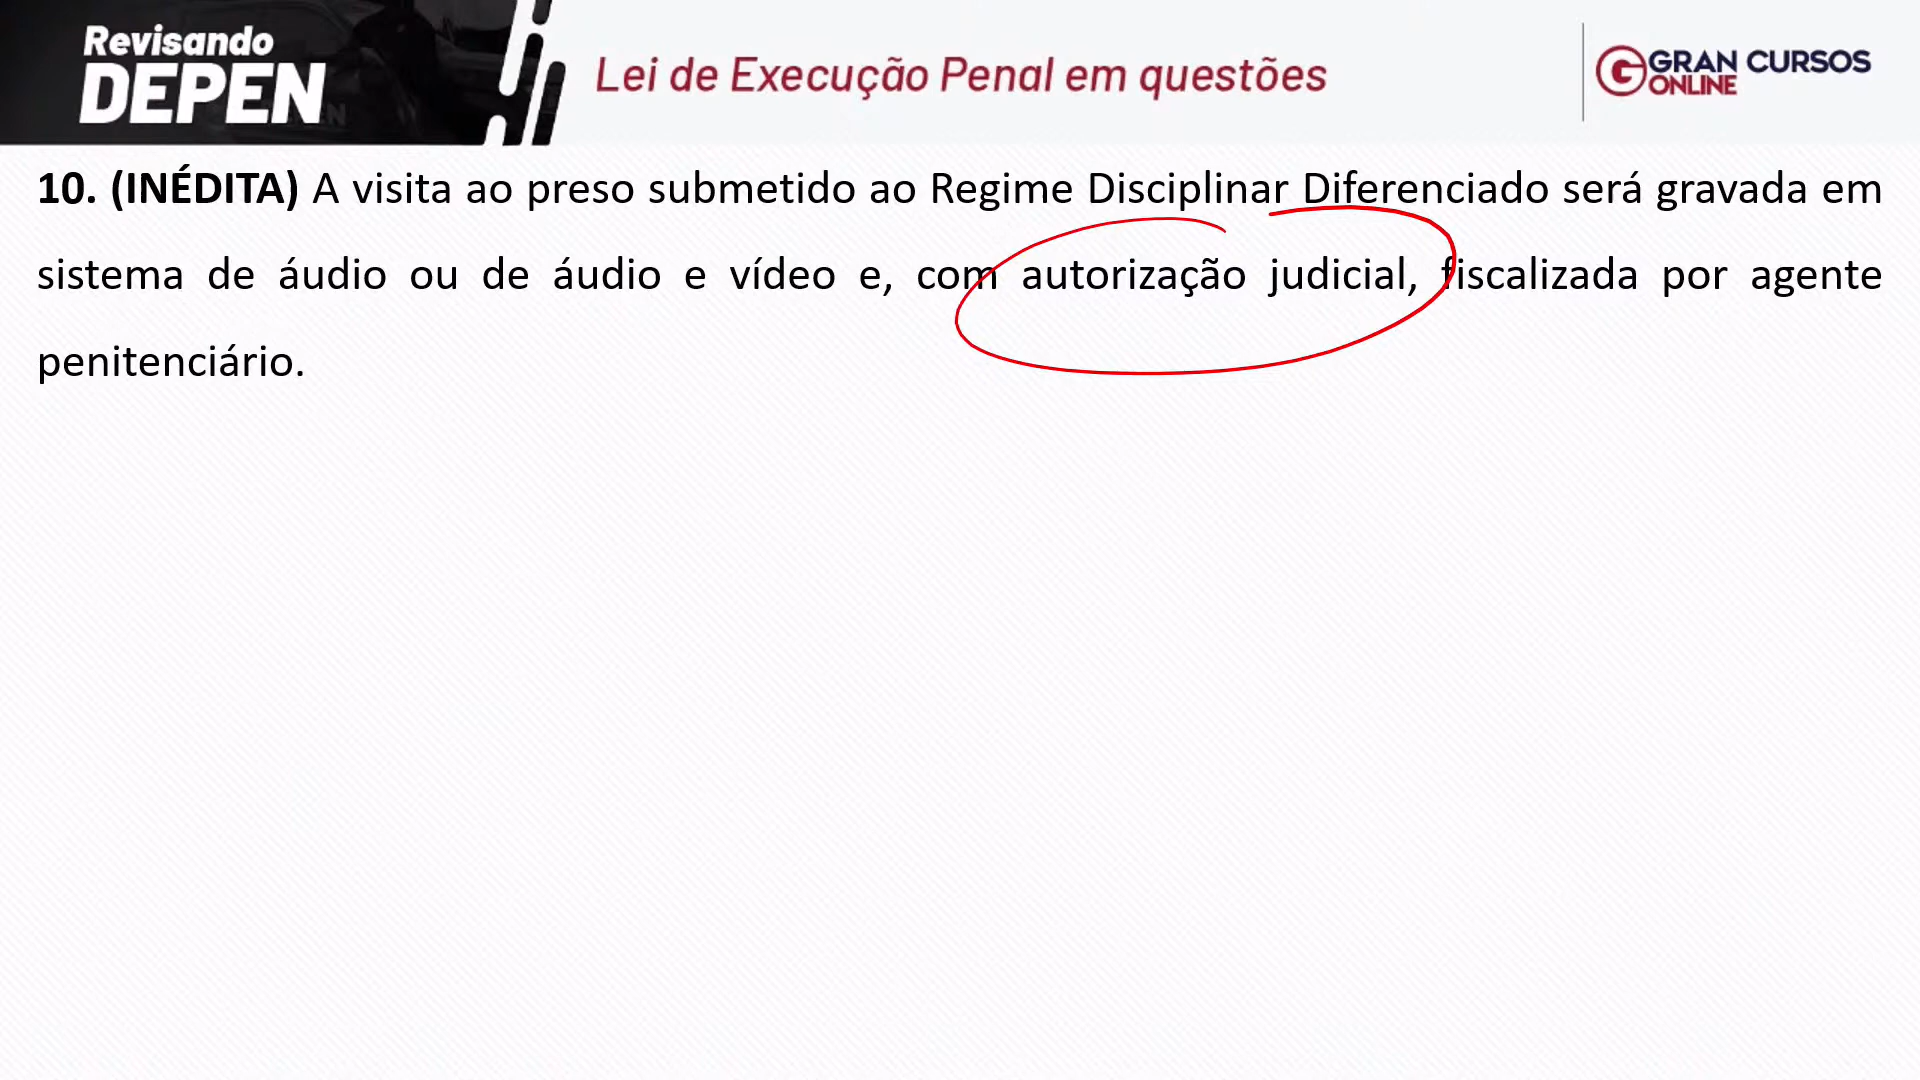 Revisando
DEPEN
Lei de Execução Penal em questões
GRAN CURSOS
ONLINE
10. (INÉDITA) A visita ao preso submetido ao Regime Disciplinar Diferenciado será gravada em
sistema de áudio ou de áudio e vídeo e, com autorização judicial, fiscalizada por agente
penitenciário.